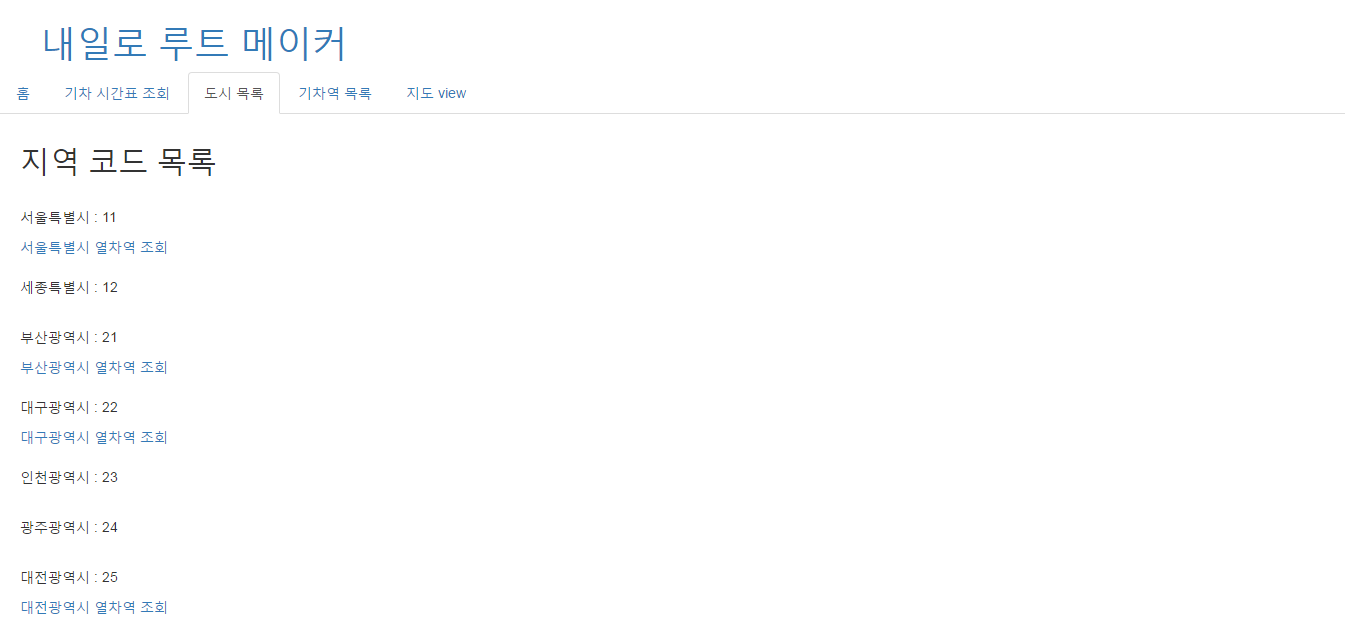 내일로 루트 메이커
홈 기차 시간표 조회 도시 목록 기차역 목록 지도 view
지역 코드 목록
서울특별시 : 11
서울특별시 열차역 조회
세종특별시 : 12
부산광역시 : 21
부산광역시 열차역 조회
대구광역시 : 22
대구광역시 열차역 조회
인천광역시 : 23
광주광역시 : 24
대전광역시 : 25
대전광역시 열차역 조회